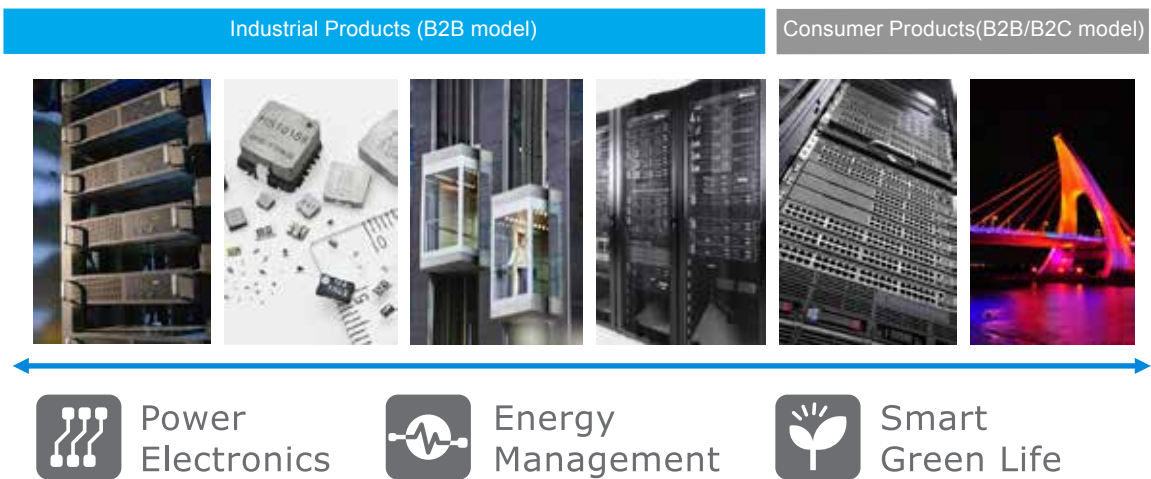 Industrial Products (B2B model)
Consumer Products(B2B/B2C model)
Power
Electronics
Energy
Management
Smart
Green Life